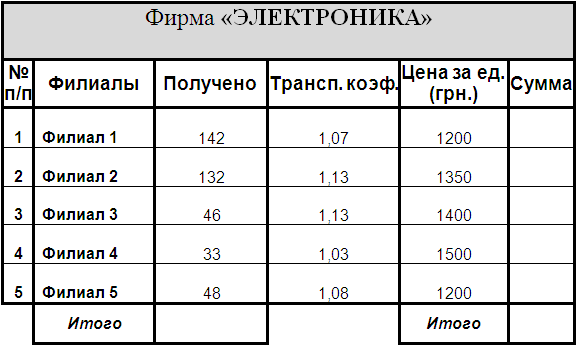 Фирма «ЭЛЕКТРОНИКА»
№ п/п Филиалы Получено Трансп. коэф. Цена за ед. (грн.) Сумма
1 Филиал 1 142 1,07 1200
2 Филиал 2 132 1,13 1350
3 Филиал 3 46 1,13 1400
4 Филиал 4 33 1,03 1500
5 Филиал 5 48 1,08 1200
Итого Итого